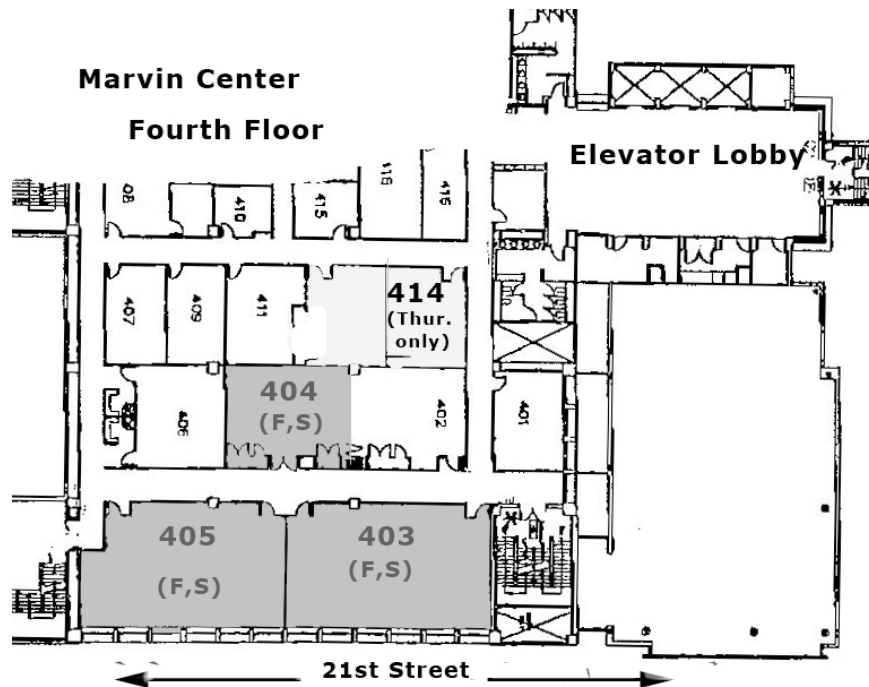 Marvin Center
Fourth Floor
Elevator Lobby
408
410
415
418
416
407
409
411
414
(Thur.
only)
406
404
(F,S)
402
401
405
(F,S)
403
(F,S)
21st Street